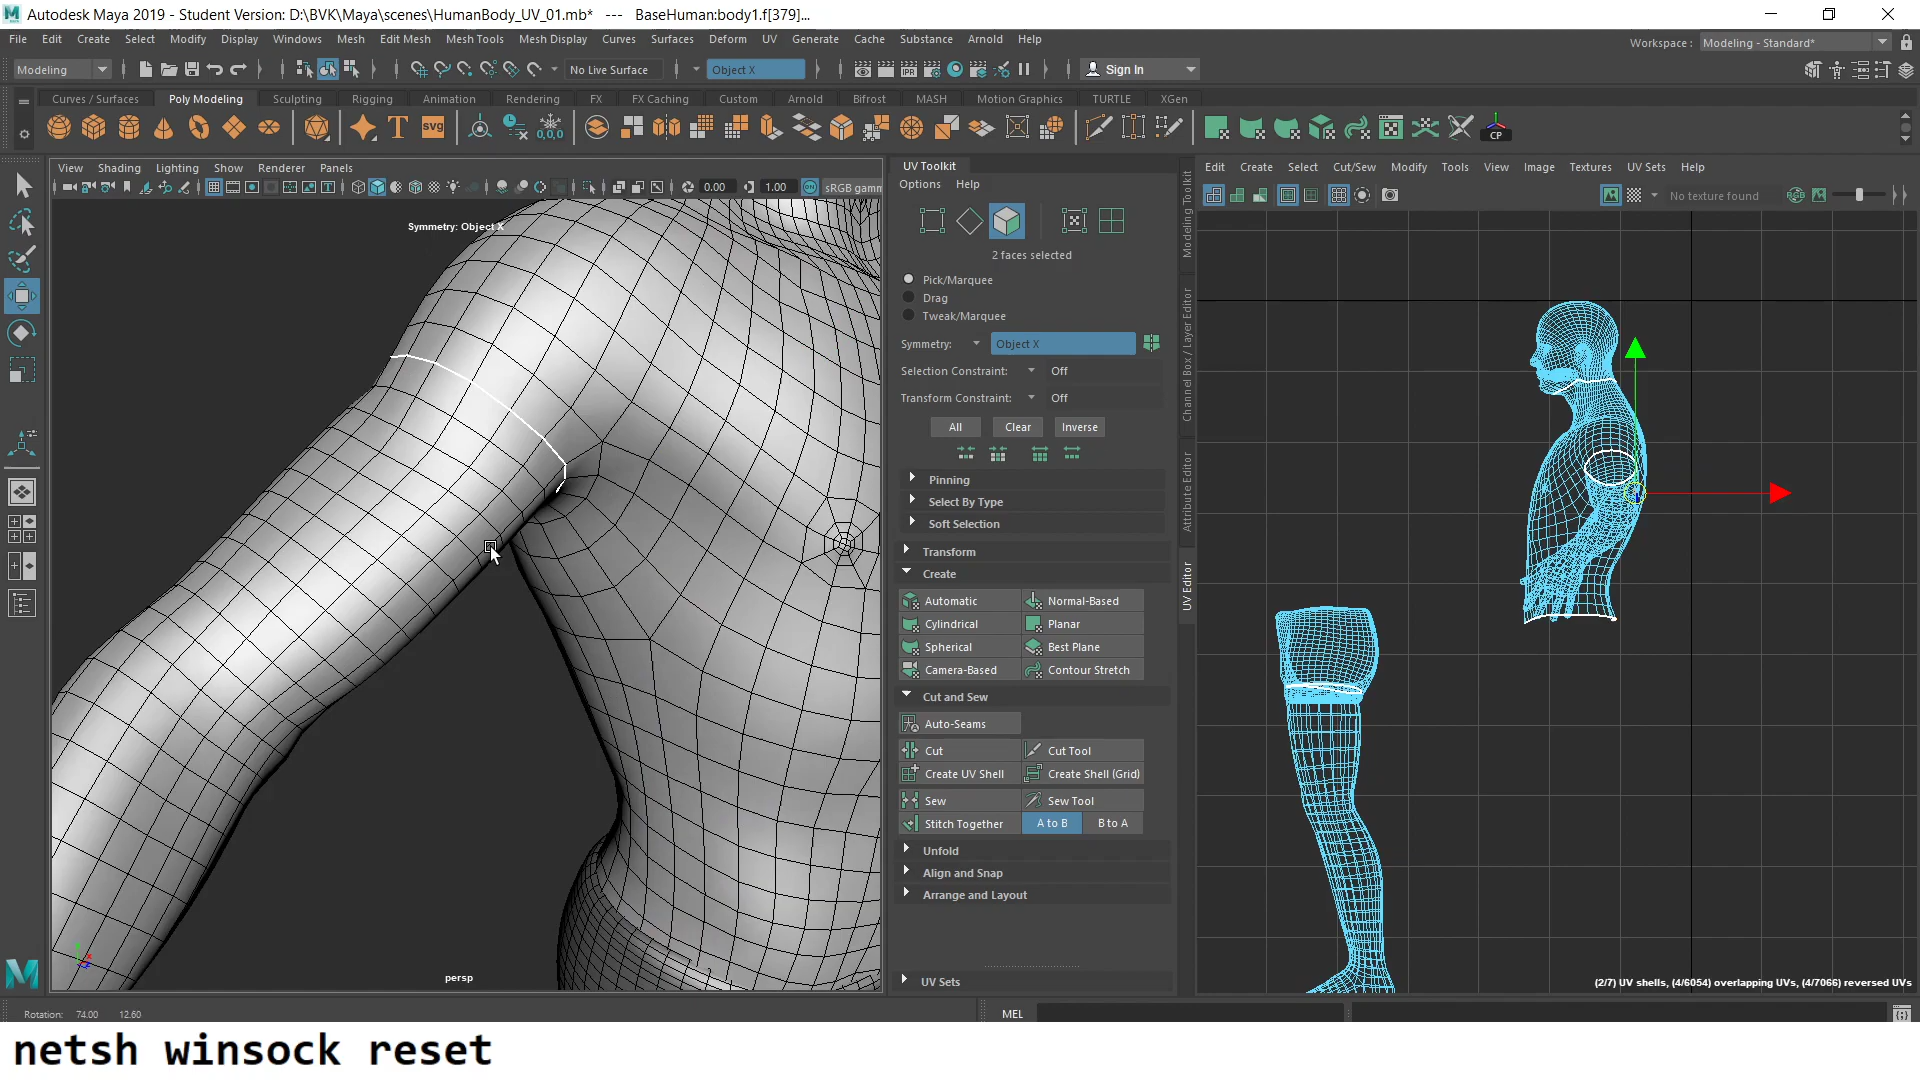 Autodesk Maya 2019 - Student Version: D:\BVK\Maya\scenes\HumanBody_UV_01.mb*   ---   BaseHuman:body1.f[379]...
File Edit Create Select Modify Display Windows Mesh Edit Mesh Mesh Tools Mesh Display Curves Surfaces Deform UV Generate Cache Substance Arnold Help
Workspace : Modeling - Standard*
Modeling No Live Surface Object X Sign In
Curves / Surfaces Poly Modeling Sculpting Rigging Animation Rendering FX FX Caching Custom Arnold Bifrost MASH Motion Graphics TURTLE XGen
SVG 0,0,0 CP
View Shading Lighting Show Renderer Panels
0.00 1.00 sRGB gamm
Symmetry: Object X
persp
UV Toolkit
Options Help
2 faces selected
Pick/Marquee
Drag
Tweak/Marquee
Symmetry: Object X
Selection Constraint: Off
Transform Constraint: Off
All Clear Inverse
Pinning
Select By Type
Soft Selection
Transform
Create
Automatic Normal-Based
Cylindrical Planar
Spherical Best Plane
Camera-Based Contour Stretch
Cut and Sew
Auto-Seams
Cut Cut Tool
Create UV Shell Create Shell (Grid)
Sew Sew Tool
Stitch Together A to B B to A
Unfold
Align and Snap
Arrange and Layout
UV Sets
Modeling Toolkit
Channel Box / Layer Editor
Attribute Editor
UV Editor
Edit Create Select Cut/Sew Modify Tools View Image Textures UV Sets Help
No texture found
(2/7) UV shells, (4/6054) overlapping UVs, (4/7066) reversed UVs
Rotation: 74.00 12.60
MEL
netsh winsock reset